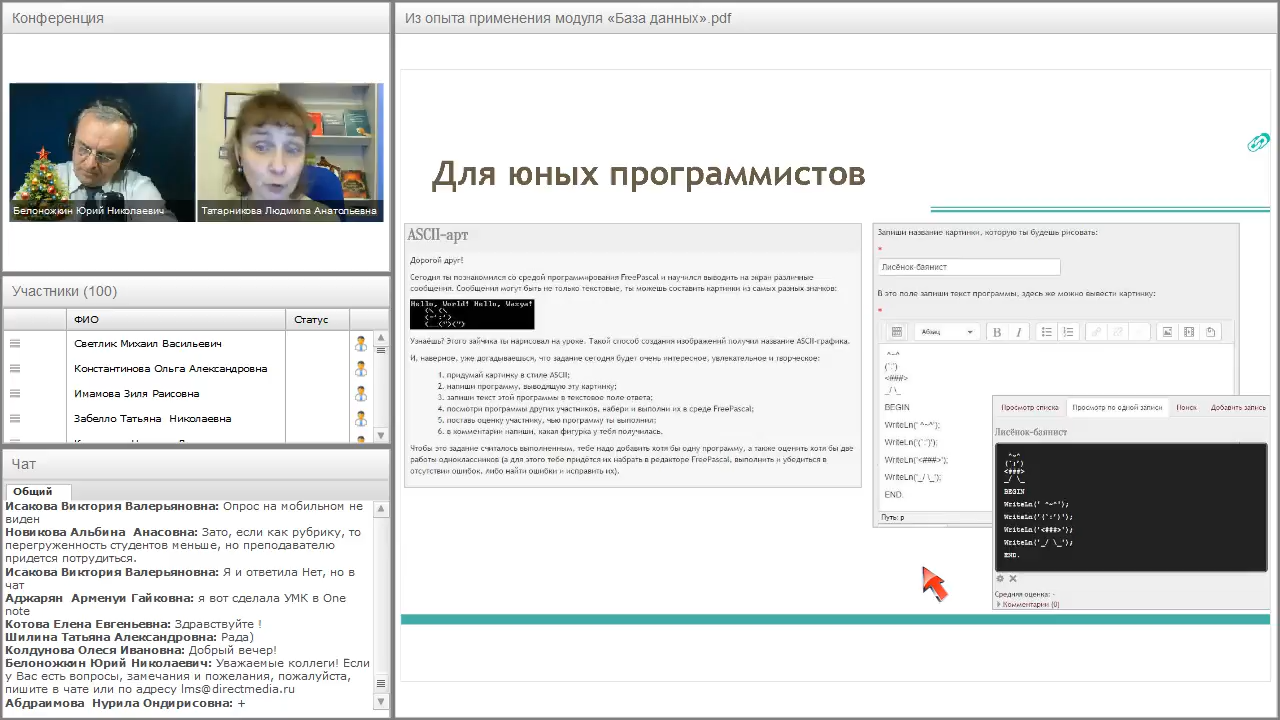 Конференция
Белоножкин Юрий Николаевич
Татарникова Людмила Анатольевна
Участники (100)
ФИО
Статус
Светлик Михаил Васильевич
Константинова Ольга Александровна
Имамова Зиля Раисовна
Забелло Татьяна Николаевна
Чат
Общий
Исакова Виктория Валерьяновна: Опрос на мобильном не
виден
Новикова Альбина Анасовна: Зато, если как рубрику, то
перегруженность студентов меньше, но преподавателю
придется потрудиться.
Исакова Виктория Валерьяновна: Я и ответила Нет, но в
чат
Аджарян Арменуи Гайковна: я вот сделала УМК в One
note
Котова Елена Евгеньевна: Здравствуйте !
Шилина Татьяна Александровна: Рада)
Колдунова Олеся Ивановна: Добрый вечер!
Белоножкин Юрий Николаевич: Уважаемые коллеги! Если
у Вас есть вопросы, замечания и пожелания, пожалуйста,
пишите в чате или по адресу lms@directmedia.ru
Абдраимова Нурила Ондирисовна: +
Из опыта применения модуля «База данных».pdf
Для юных программистов
ASCII-арт
Дорогой друг!
Сегодня ты познакомился со средой программирования FreePascal и научился выводить на экран различные
сообщения. Сообщения могут быть не только текстовые, ты можешь составить картинки из самых разных значков:
Hello, World! Hello, Vasya!
(\ (\
(=':')
(__(")(")
Узнаёшь? Этого зайчика ты нарисовал на уроке. Такой способ создания изображений получил название ASCII-графика.
И, наверное, уже догадываешься, что задание сегодня будет очень интересное, увлекательное и творческое:
1. придумай картинку в стиле ASCII;
2. напиши программу, выводящую эту картинку;
3. запиши текст этой программы в текстовое поле ответа;
4. посмотри программы других участников, набери и выполни их в среде FreePascal;
5. поставь оценку участнику, чью программу ты выполнил;
6. в комментарии напиши, какая фигурка у тебя получилась.
Чтобы это задание считалось выполненным, тебе надо добавить хотя бы одну программу, а также оценить хотя бы две
работы одноклассников (а для этого тебе придётся их набрать в редакторе FreePascal, выполнить и убедиться в
отсутствии ошибок, либо найти ошибки и исправить их).
Запиши название картинки, которую ты будешь рисовать:
*
Лисёнок-баянист
В это поле запиши текст программы, здесь же можно вывести картинку:
*
Абзац
B I
^~^
(`:')
<###>
_/ \_
BEGIN
WriteLn(' ^~^');
WriteLn('(`:')');
WriteLn('<###>');
WriteLn('_/ \_');
END.
Путь: p
Просмотр списка
Просмотр по одной записи
Поиск
Добавить запись
Лисёнок-баянист
^~^
(`:')
<###>
_/ \_
BEGIN
WriteLn(' ^~^');
WriteLn('(`:')');
WriteLn('<###>');
WriteLn('_/ \_');
END.
Средняя оценка: -
Комментарии (0)